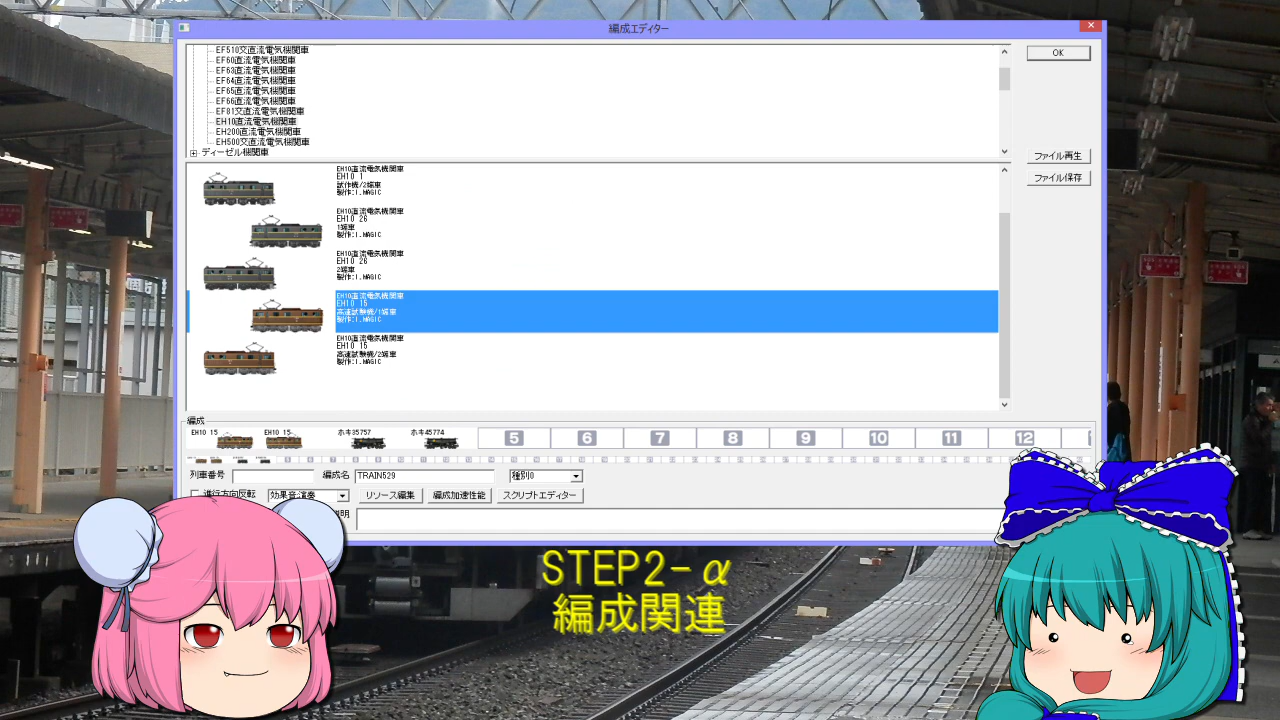 編成エディター
EF510交直流電気機関車
EF60直流電気機関車
EF63直流電気機関車
EF64直流電気機関車
EF65直流電気機関車
EF66直流電気機関車
EF81交直流電気機関車
EH10直流電気機関車
EH200直流電気機関車
EH500交直流電気機関車
ディーゼル機関車
OK
ファイル再生
ファイル保存
EH10直流電気機関車
EH10 1
試作機/2端車
製作:I.MAGIC
EH10直流電気機関車
EH10 26
1端車
製作:I.MAGIC
EH10直流電気機関車
EH10 26
2端車
製作:I.MAGIC
EH10直流電気機関車
EH10 15
高速試験機/1端車
製作:I.MAGIC
EH10直流電気機関車
EH10 15
高速試験機/2端車
製作:I.MAGIC
編成
EH10 15 EH10 15 ホキ35757 ホキ45774 5 6 7 8 9 10 11 12
列車番号 編成名 TRAIN529 種別0
進行方向反転 効果音:演奏 リソース編集 編成加速性能 スクリプトエディター
明
STEP2-α
編成関連